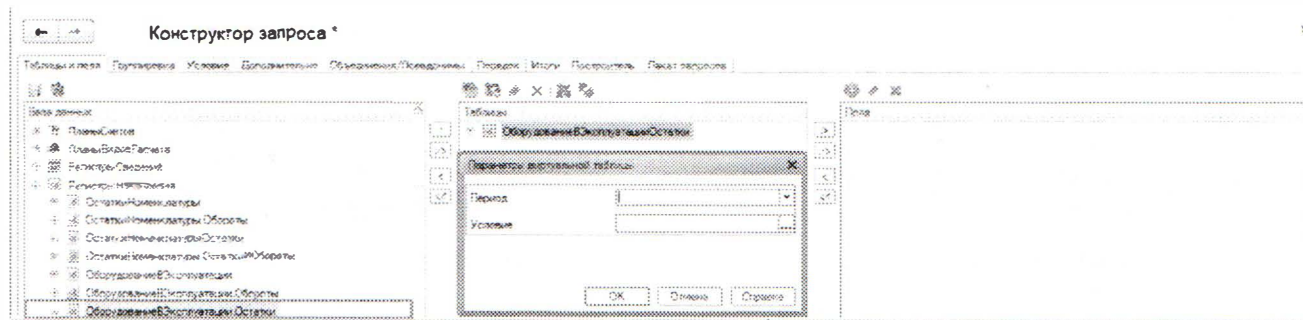 Конструктор запроса *
Таблицы и поля Группировка Условие Дополнительно Объединения/Псевдонимы Порядок Итоги Построитель Пакет запросов
База данных
Таблицы
Поля
ПланыСчетов
ОборудованиеВЭксплуатацииОстатки
ПланыВидовРасчета
РегистрыСведений
Параметры виртуальной таблицы
РегистрыНакопления
ОстаткиНоменклатуры
Период
ОстаткиНоменклатуры.Обороты
ОстаткиНоменклатуры.Остатки
Условие
ОстаткиНоменклатуры.ОстаткиИОбороты
ОборудованиеВЭксплуатации
ОборудованиеВЭксплуатации.Обороты
ОК Отмена Справка
ОборудованиеВЭксплуатации.Остатки